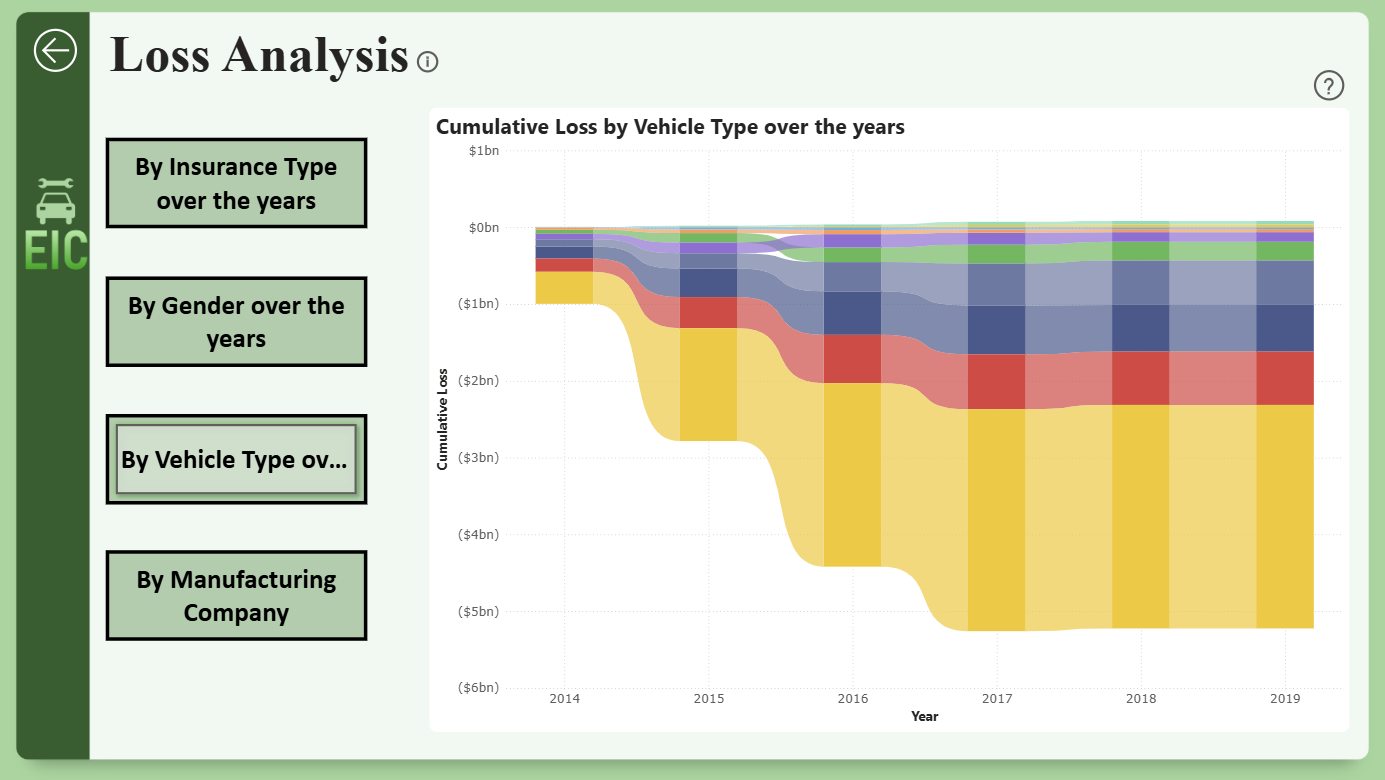 Loss Analysis
EIC
By Insurance Type
over the years
By Gender over the
years
By Vehicle Type ov...
By Manufacturing
Company
Cumulative Loss by Vehicle Type over the years
$1bn
$0bn
($1bn)
($2bn)
($3bn)
($4bn)
($5bn)
($6bn)
Cumulative Loss
2014 2015 2016 2017 2018 2019
Year